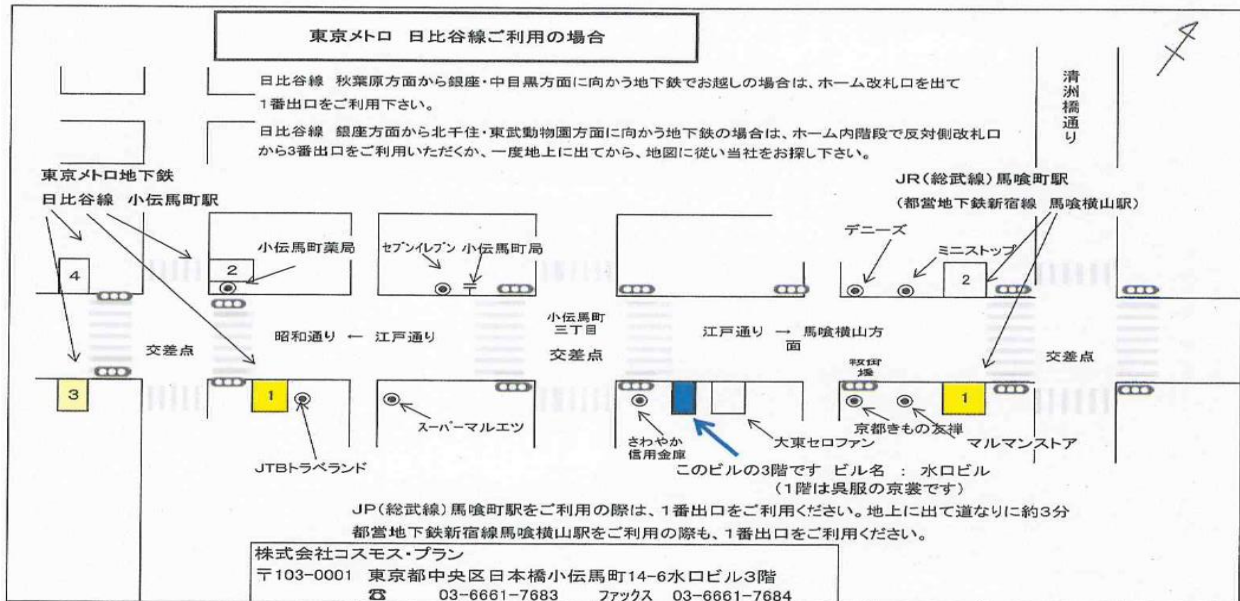 東京メトロ 日比谷線ご利用の場合
日比谷線 秋葉原方面から銀座・中目黒方面に向かう地下鉄でお越しの場合は、ホーム改札口を出て
1番出口をご利用下さい。
日比谷線 銀座方面から北千住・東武動物園方面に向かう地下鉄の場合は、ホーム内階段で反対側改札口
から3番出口をご利用いただくか、一度地上に出てから、地図に従い当社をお探し下さい。
清洲橋通り
東京メトロ地下鉄
日比谷線 小伝馬町駅
JR(総武線)馬喰町駅
(都営地下鉄新宿線 馬喰横山駅)
4
2
小伝馬町薬局
セブンイレブン
小伝馬町局
〒
デニーズ
ミニストップ
2
交差点
昭和通り ← 江戸通り
小伝馬町
三丁目
交差点
江戸通り → 馬喰横山方
面
交差点
鞍掛
橋
3
1
JTBトラベランド
スーパーマルエツ
さわやか
信用金庫
大東セロファン
京都きもの友禅
マルマンストア
1
このビルの3階です ビル名 : 水口ビル
(1階は呉服の京裳です)
JP(総武線)馬喰町駅をご利用の際は、1番出口をご利用ください。地上に出て道なりに約3分
都営地下鉄新宿線馬喰横山駅をご利用の際も、1番出口をご利用ください。
株式会社コスモス・プラン
〒103-0001 東京都中央区日本橋小伝馬町14-6水口ビル3階
☎ 03-6661-7683 ファックス 03-6661-7684